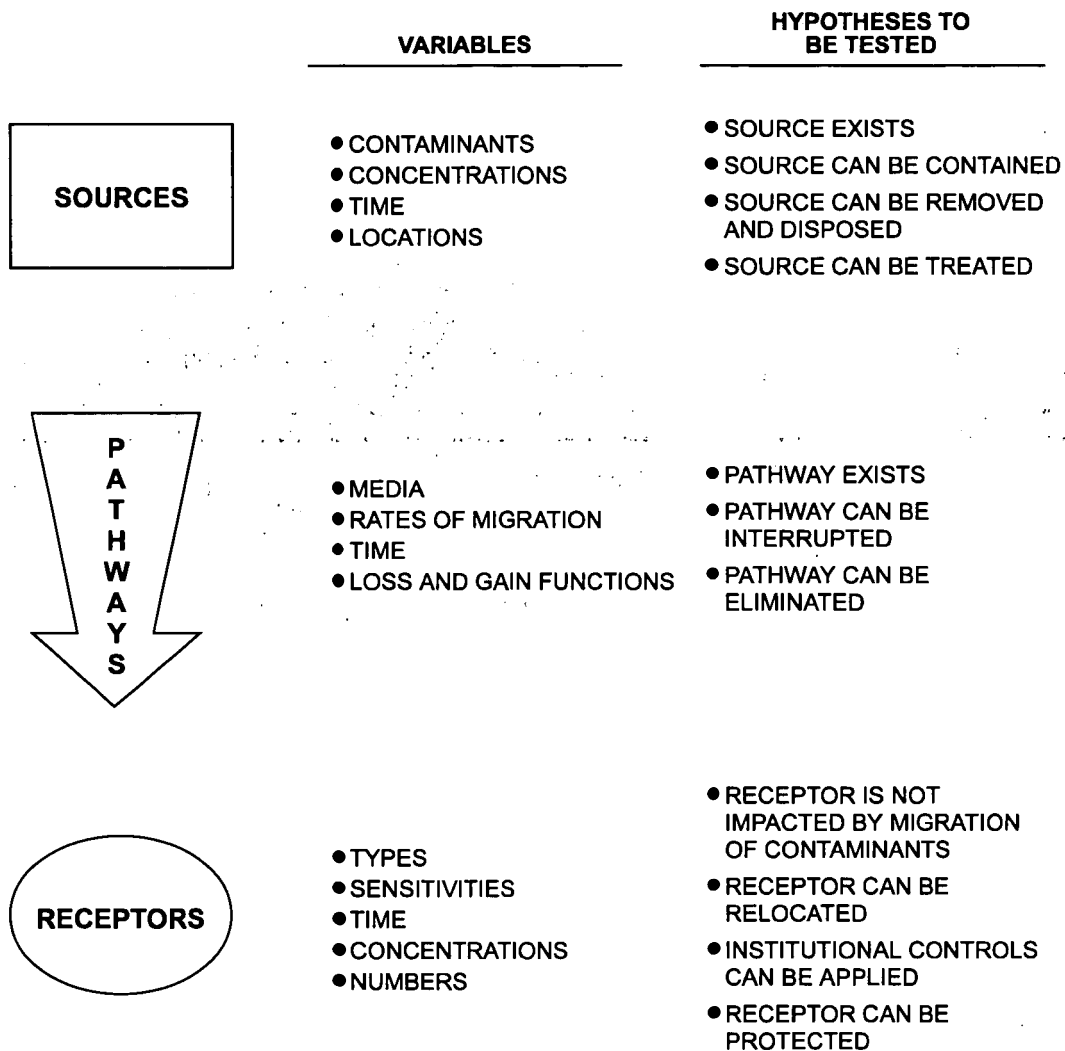 VARIABLES
HYPOTHESES TO
BE TESTED
SOURCES
● CONTAMINANTS
● CONCENTRATIONS
● TIME
● LOCATIONS
● SOURCE EXISTS
● SOURCE CAN BE CONTAINED
● SOURCE CAN BE REMOVED
AND DISPOSED
● SOURCE CAN BE TREATED
PATHWAYS
● MEDIA
● RATES OF MIGRATION
● TIME
● LOSS AND GAIN FUNCTIONS
● PATHWAY EXISTS
● PATHWAY CAN BE
INTERRUPTED
● PATHWAY CAN BE
ELIMINATED
RECEPTORS
● TYPES
● SENSITIVITIES
● TIME
● CONCENTRATIONS
● NUMBERS
● RECEPTOR IS NOT
IMPACTED BY MIGRATION
OF CONTAMINANTS
● RECEPTOR CAN BE
RELOCATED
● INSTITUTIONAL CONTROLS
CAN BE APPLIED
● RECEPTOR CAN BE
PROTECTED